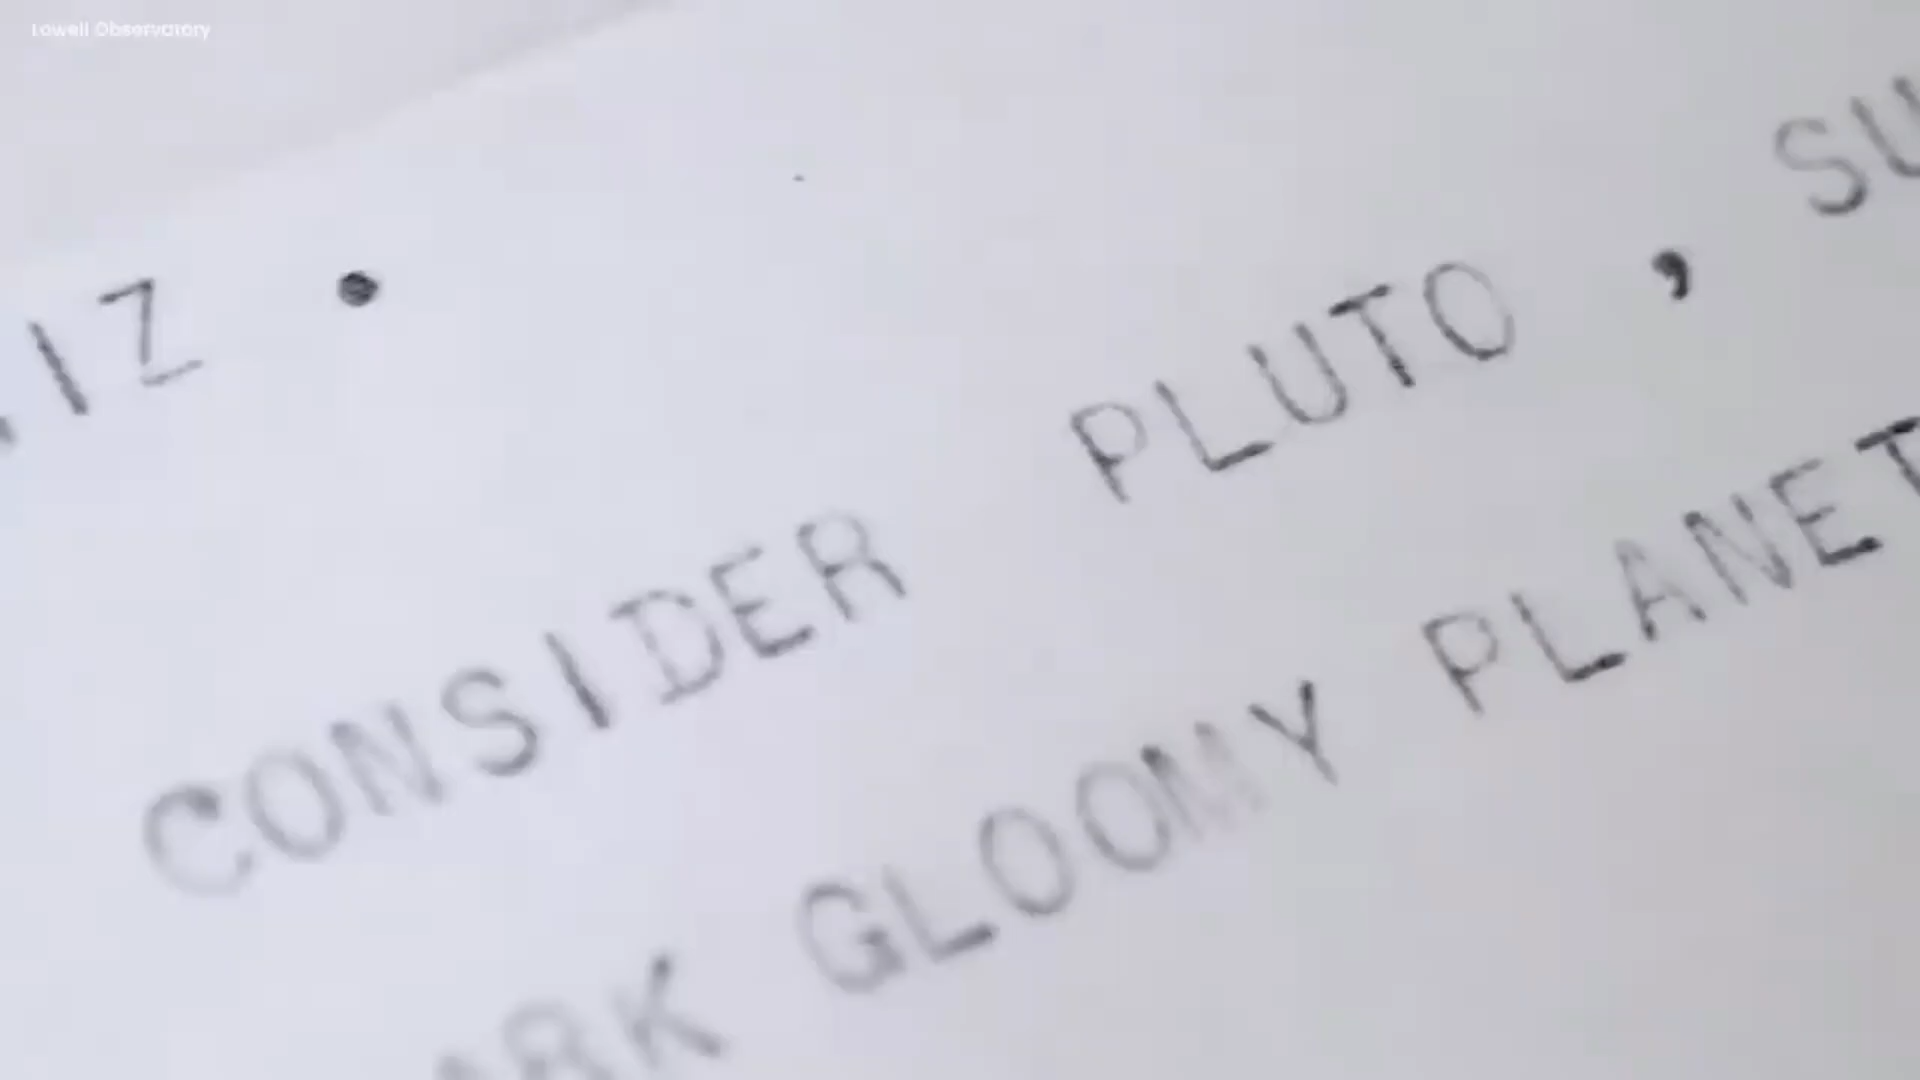 Lowell Observatory
IZ .
CONSIDER PLUTO ,
GLOOMY PLANET